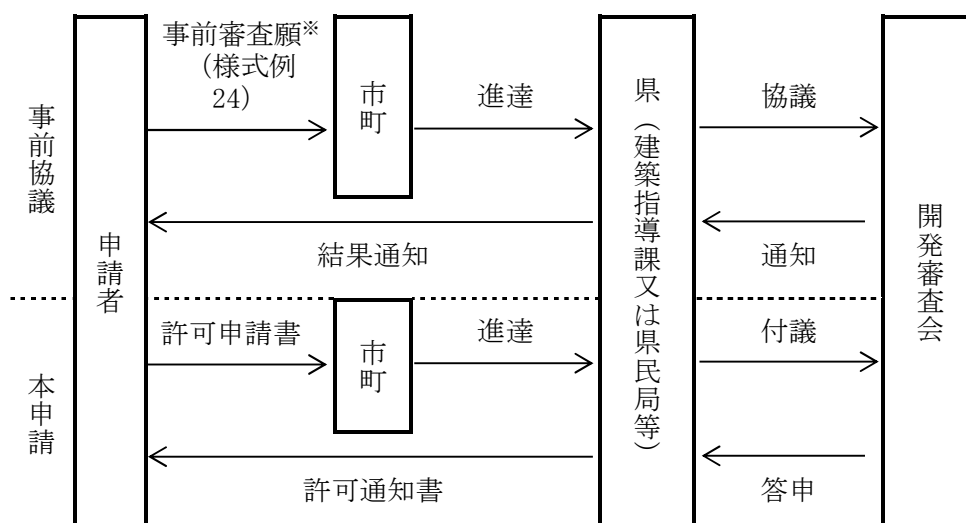 事前審査願※
（様式例
24）
市町
進達
協議
事前協議
申請者
県（建築指導課又は県民局等）
開発審査会
結果通知
通知
許可申請書
市町
進達
付議
本申請
許可通知書
答申